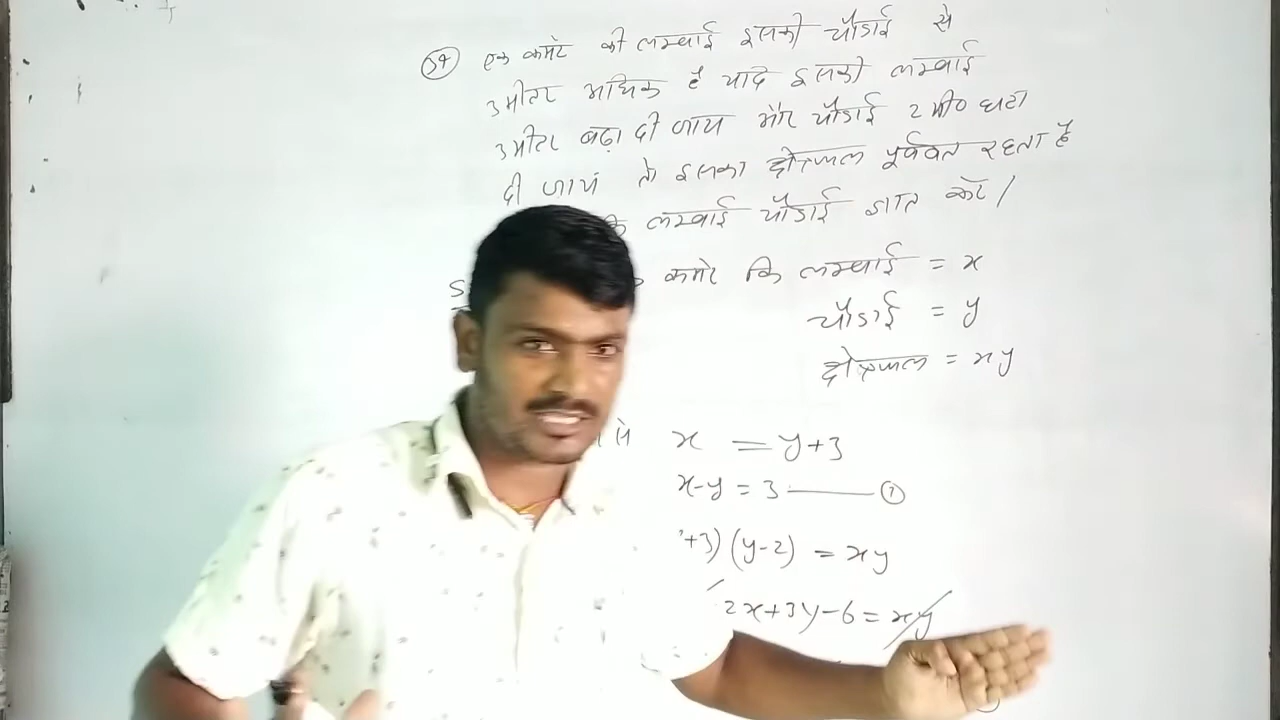 एक कमरे की लम्बाई इसकी चौडाई से
3 मीटर अधिक है यदि इसकी लम्बाई
3 मीटर बढ़ा दी जाय और चौडाई 2 मी० घटा
दी जाय तो इसका क्षेत्रफल पूर्ववत रहता है
लम्बाई चौडाई ज्ञात करें/
कमरे कि लम्बाई = x
चौडाई = y
क्षेत्रफल = xy
से x = y+3
x-y = 3 ——— ①
+3) (y-2) = xy
2x+3y-6 = xy